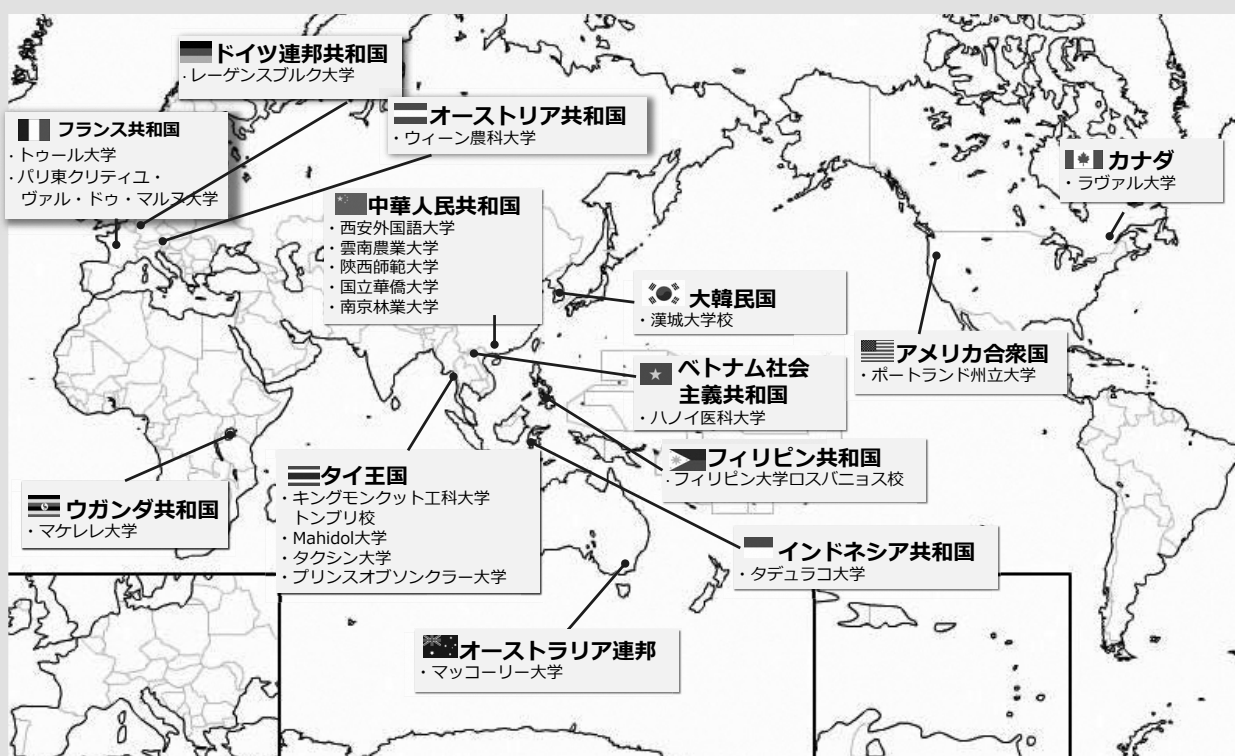 ドイツ連邦共和国
・レーゲンスブルク大学
オーストリア共和国
・ウィーン農科大学
フランス共和国
・トゥール大学
・パリ東クリティユ・
ヴァル・ドゥ・マルヌ大学
カナダ
・ラヴァル大学
中華人民共和国
・西安外国語大学
・雲南農業大学
・陝西師範大学
・国立華僑大学
・南京林業大学
大韓民国
・漢城大学校
アメリカ合衆国
・ポートランド州立大学
ベトナム社会
主義共和国
・ハノイ医科大学
フィリピン共和国
・フィリピン大学ロスバニョス校
タイ王国
・キングモンクット工科大学
トンブリ校
・Mahidol大学
・タクシン大学
・プリンスオブソンクラー大学
ウガンダ共和国
・マケレレ大学
インドネシア共和国
・タデュラコ大学
オーストラリア連邦
・マッコーリー大学